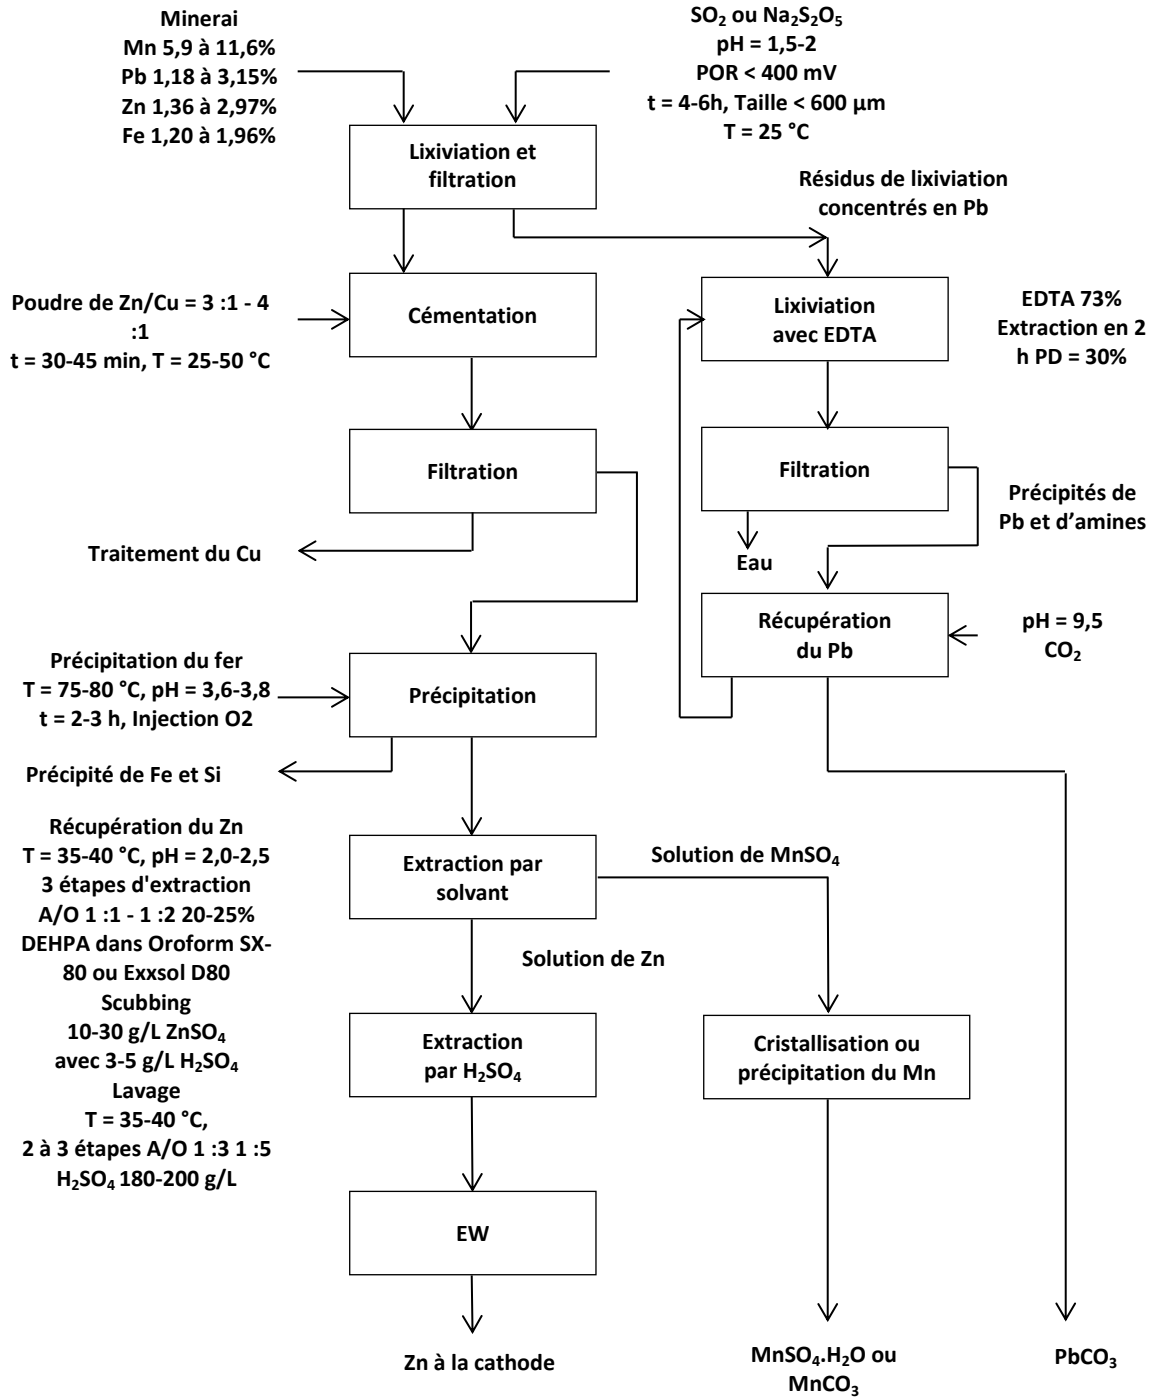 Minerai
Mn 5,9 à 11,6%
Pb 1,18 à 3,15%
Zn 1,36 à 2,97%
Fe 1,20 à 1,96%
SO₂ ou Na₂S₂O₅
pH = 1,5-2
POR < 400 mV
t = 4-6h, Taille < 600 µm
T = 25 °C
Lixiviation et
filtration
Résidus de lixiviation
concentrés en Pb
Poudre de Zn/Cu = 3 :1 - 4
:1
t = 30-45 min, T = 25-50 °C
Cémentation
Lixiviation
avec EDTA
EDTA 73%
Extraction en 2
h PD = 30%
Filtration
Filtration
Précipités de
Pb et d’amines
Traitement du Cu
Eau
Récupération
du Pb
pH = 9,5
CO₂
Précipitation du fer
T = 75-80 °C, pH = 3,6-3,8
t = 2-3 h, Injection O2
Précipitation
Précipité de Fe et Si
Récupération du Zn
T = 35-40 °C, pH = 2,0-2,5
3 étapes d'extraction
A/O 1 :1 - 1 :2 20-25%
DEHPA dans Oroform SX-
80 ou Exxsol D80
Scubbing
10-30 g/L ZnSO₄
avec 3-5 g/L H₂SO₄
Lavage
T = 35-40 °C,
2 à 3 étapes A/O 1 :3 1 :5
H₂SO₄ 180-200 g/L
Extraction par
solvant
Solution de MnSO₄
Solution de Zn
Extraction
par H₂SO₄
Cristallisation ou
précipitation du Mn
EW
Zn à la cathode
MnSO₄.H₂O ou
MnCO₃
PbCO₃